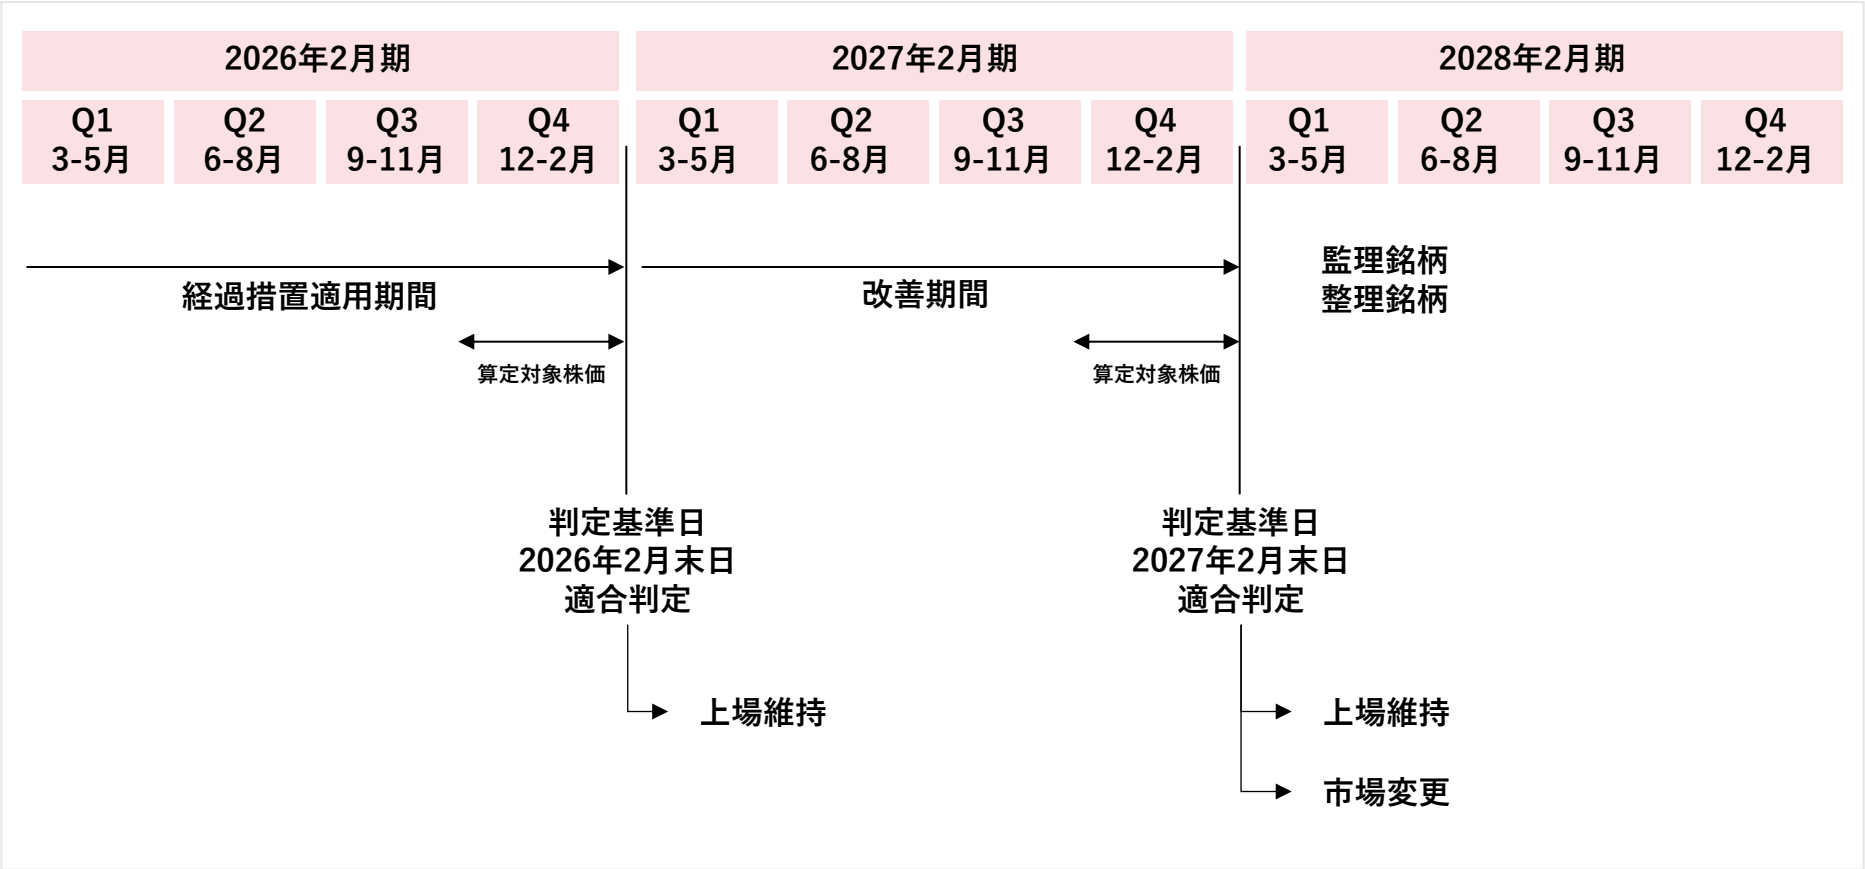 2026年2月期
2027年2月期
2028年2月期
Q1
3-5月
Q2
6-8月
Q3
9-11月
Q4
12-2月
Q1
3-5月
Q2
6-8月
Q3
9-11月
Q4
12-2月
Q1
3-5月
Q2
6-8月
Q3
9-11月
Q4
12-2月
経過措置適用期間
改善期間
監理銘柄
整理銘柄
算定対象株価
算定対象株価
判定基準日
2026年2月末日
適合判定
判定基準日
2027年2月末日
適合判定
上場維持
上場維持
市場変更